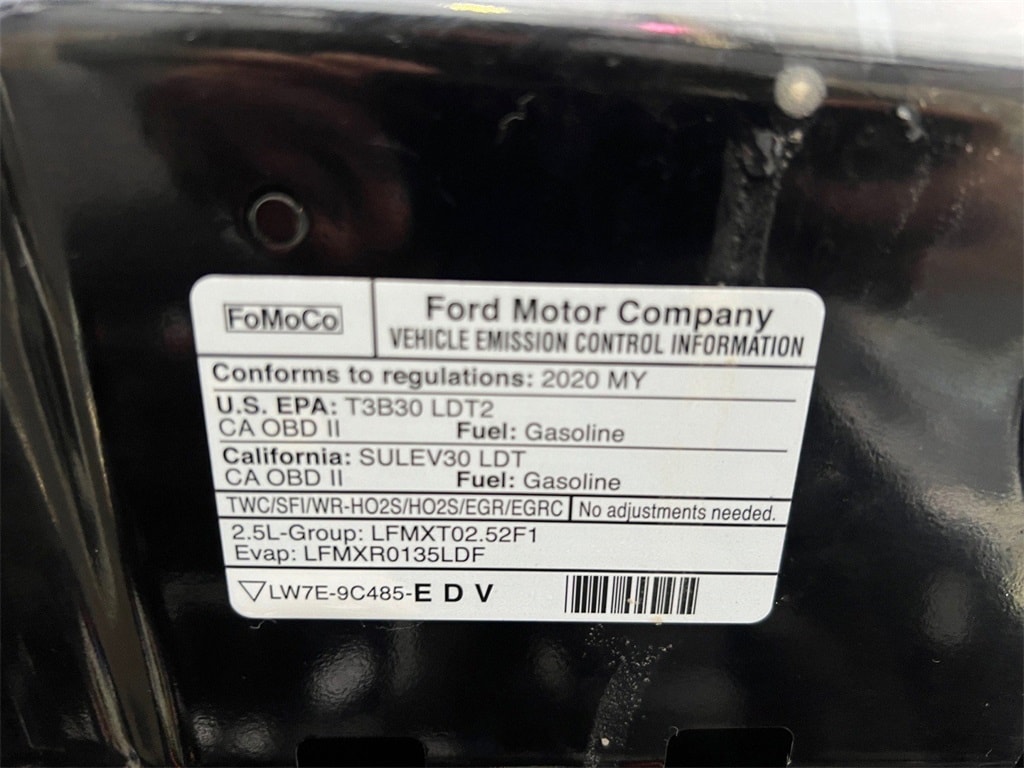 FoMoCo
Ford Motor Company
VEHICLE EMISSION CONTROL INFORMATION
Conforms to regulations: 2020 MY
U.S. EPA: T3B30 LDT2
CA OBD II Fuel: Gasoline
California: SULEV30 LDT
CA OBD II Fuel: Gasoline
TWC/SFI/WR-HO2S/HO2S/EGR/EGRC No adjustments needed.
2.5L-Group: LFMXT02.52F1
Evap: LFMXR0135LDF
LW7E-9C485-E D V